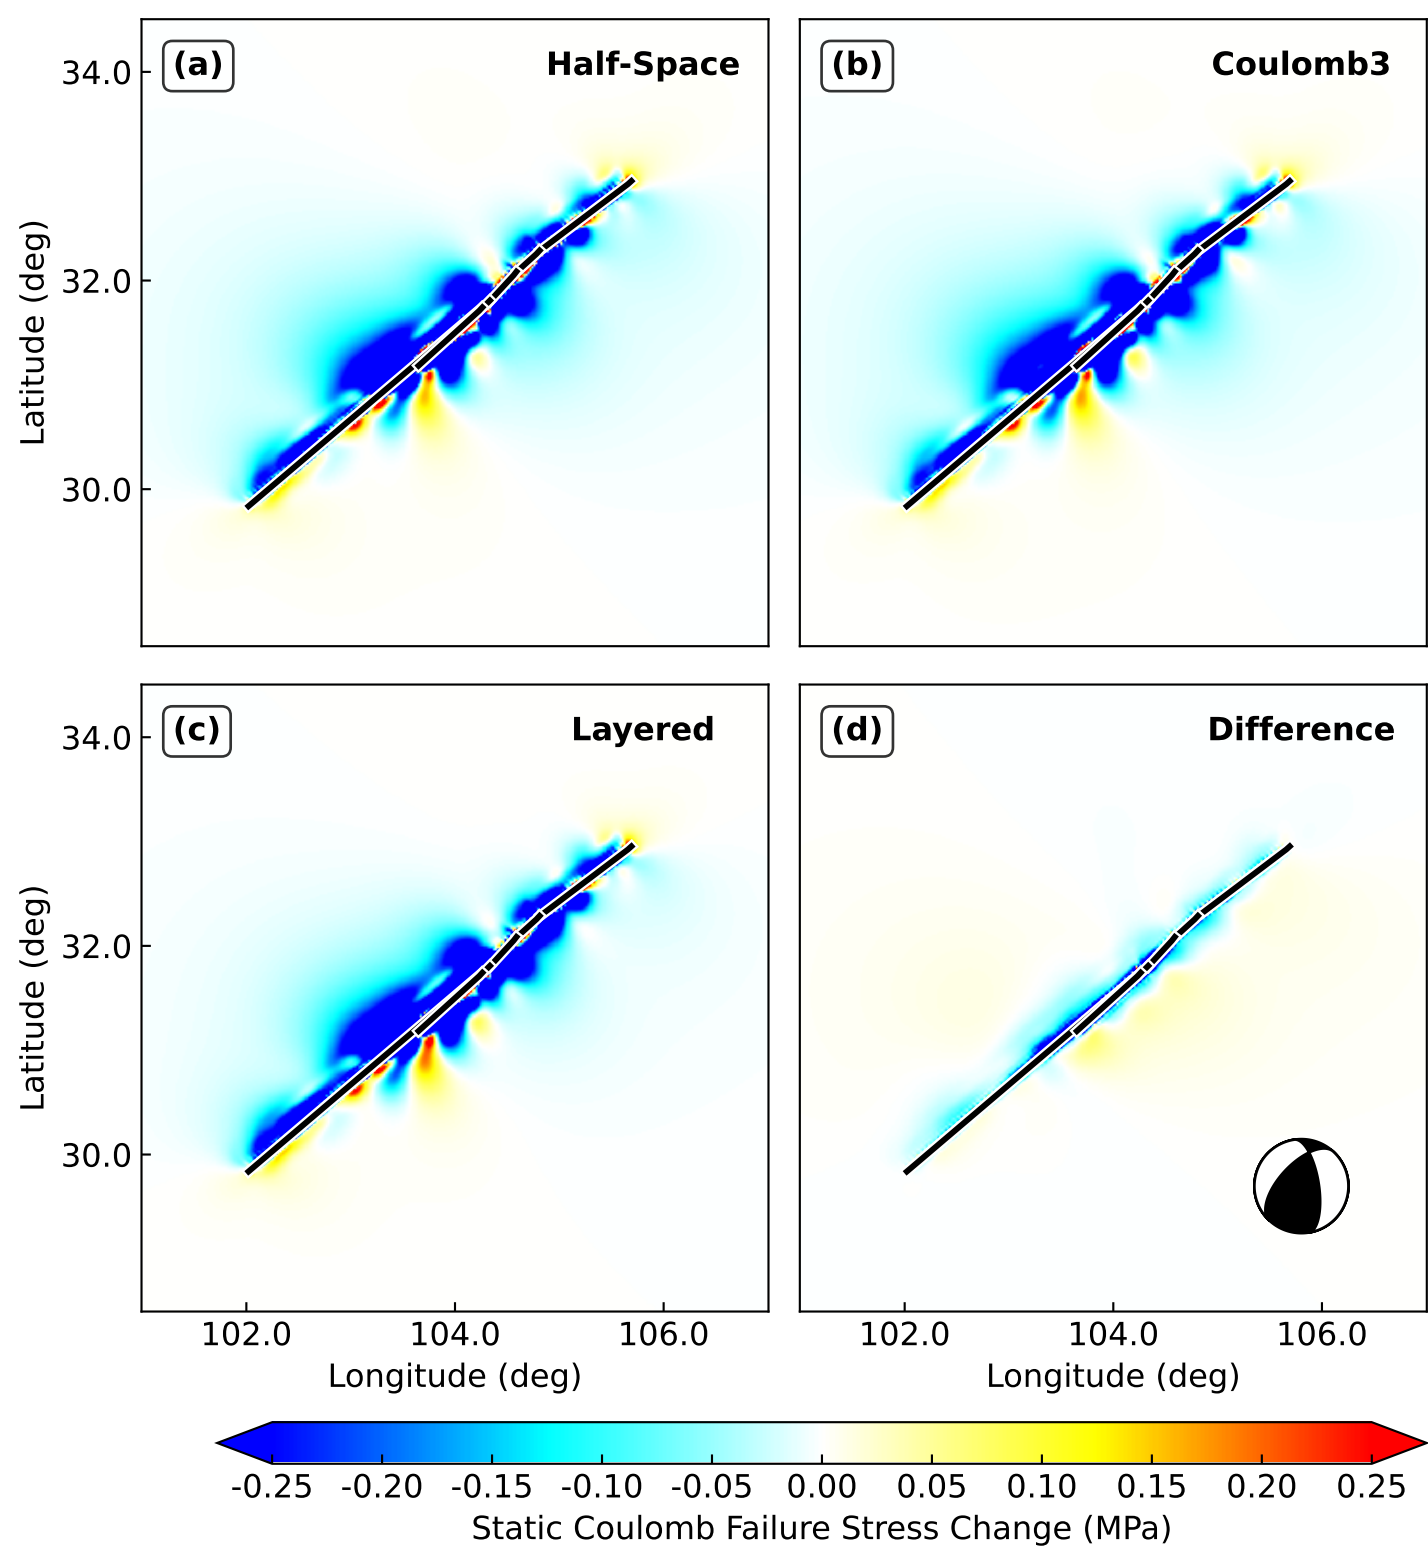 (a)
Half-Space
(b)
Coulomb3
34.0
32.0
30.0
Latitude (deg)
(c)
Layered
(d)
Difference
34.0
32.0
30.0
Latitude (deg)
102.0 104.0 106.0
102.0 104.0 106.0
Longitude (deg)
Longitude (deg)
-0.25 -0.20 -0.15 -0.10 -0.05 0.00 0.05 0.10 0.15 0.20 0.25
Static Coulomb Failure Stress Change (MPa)